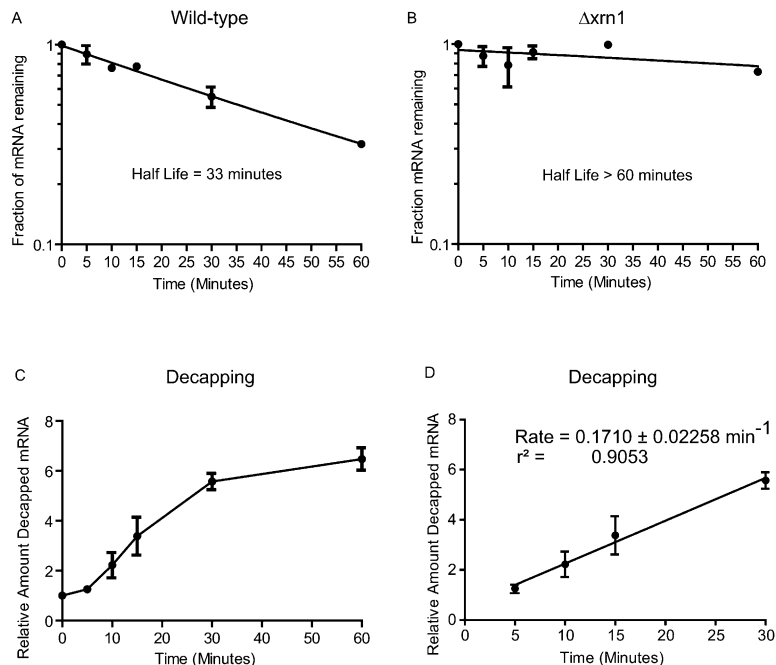 A
Wild-type
Fraction of mRNA remaining
1
0.1
Half Life = 33 minutes
0 5 10 15 20 25 30 35 40 45 50 55 60
Time (Minutes)
B
Δxrn1
Fraction mRNA remaining
1
0.1
Half Life > 60 minutes
0 5 10 15 20 25 30 35 40 45 50 55 60
Time (Minutes)
C
Decapping
Relative Amount Decapped mRNA
8
6
4
2
0
0 10 20 30 40 50 60
Time (Minutes)
D
Decapping
Relative Amount Decapped mRNA
8
6
4
2
0
Rate = 0.1710 ± 0.02258 min⁻¹
r² = 0.9053
0 5 10 15 20 25 30
Time (Minutes)